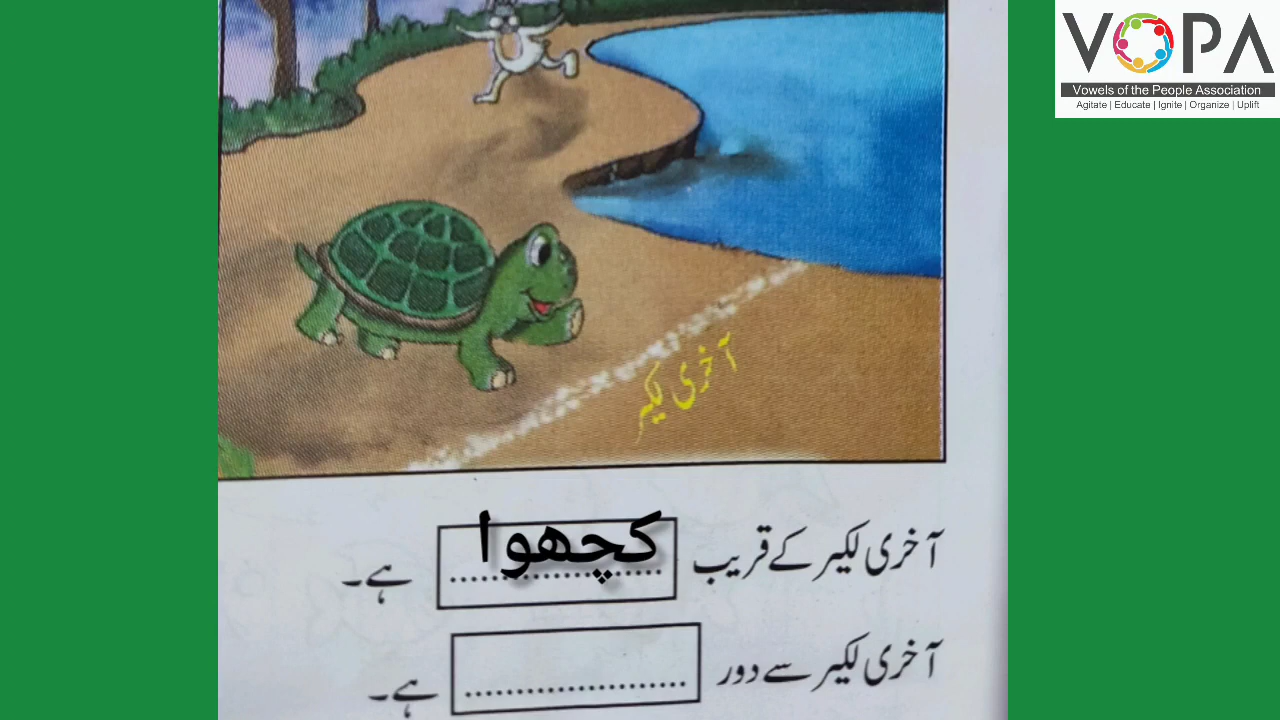 VOPA
Vowels of the People Association
Agitate | Educate | Ignite | Organize | Uplift
آخری لکیر
آخری لکیر کے قریب کچھوا ہے۔
آخری لکیر سے دور ........................ ہے۔